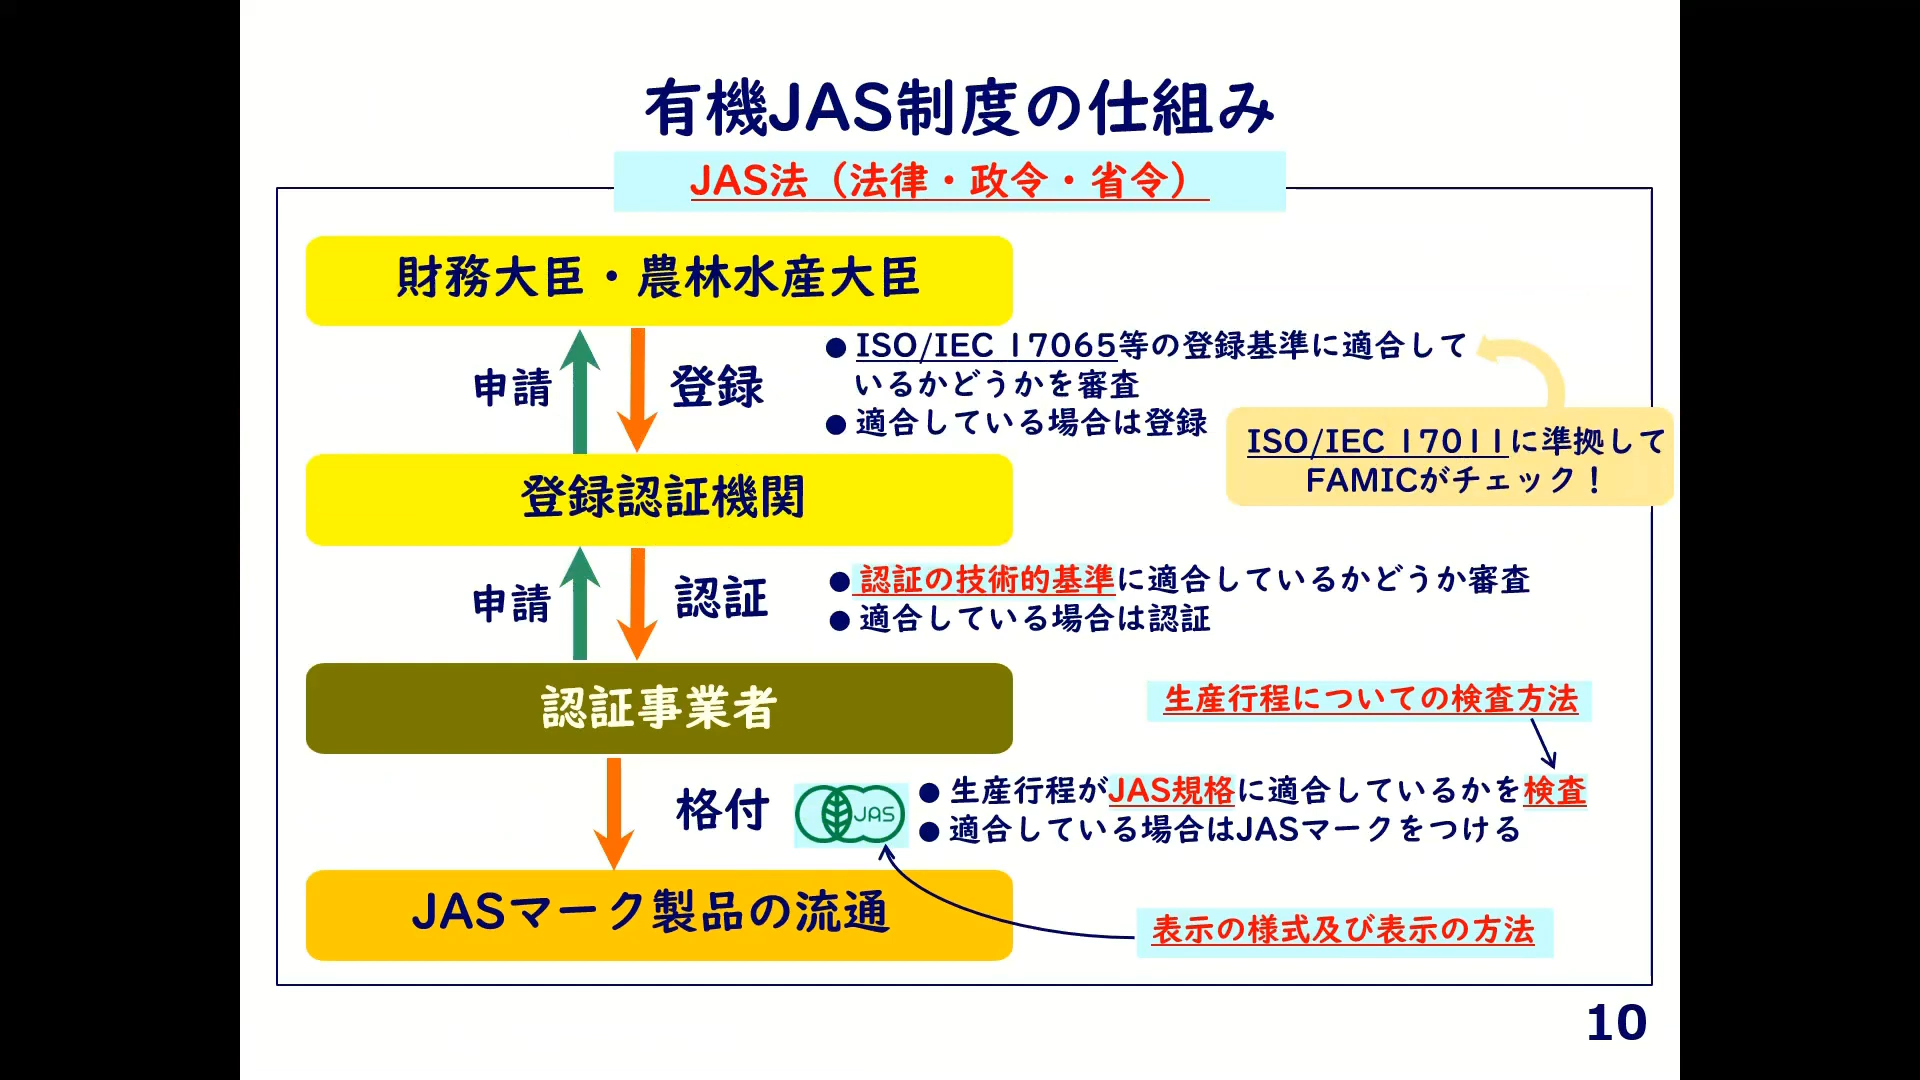 有機JAS制度の仕組み
JAS法（法律・政令・省令）
財務大臣・農林水産大臣
申請
登録
● ISO/IEC 17065等の登録基準に適合して
いるかどうかを審査
● 適合している場合は登録
ISO/IEC 17011に準拠して
FAMICがチェック！
登録認証機関
申請
認証
● 認証の技術的基準に適合しているかどうか審査
● 適合している場合は認証
認証事業者
生産行程についての検査方法
格付
JAS
● 生産行程がJAS規格に適合しているかを検査
● 適合している場合はJASマークをつける
JASマーク製品の流通
表示の様式及び表示の方法
10